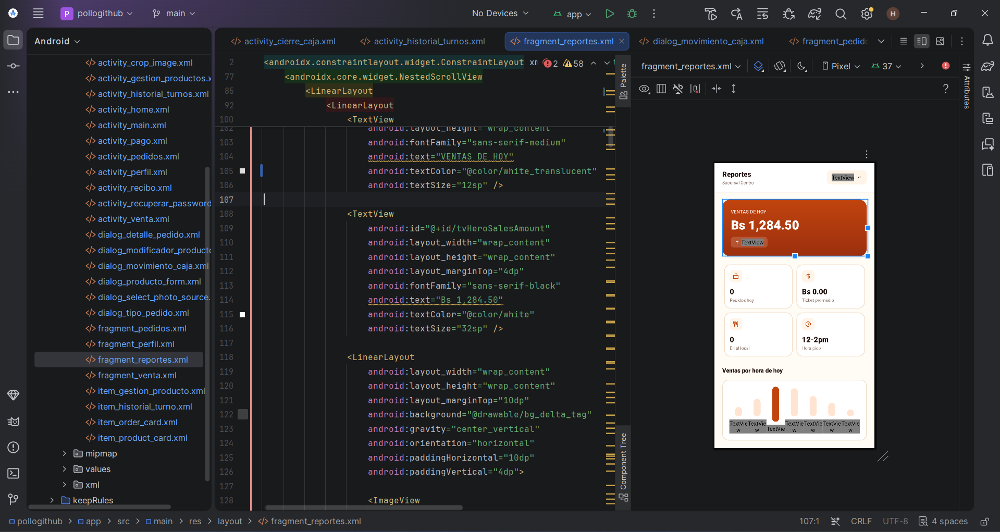 P pollogithub main No Devices app H
Android
activity_crop_image.xml
activity_gestion_productos.x
activity_historial_turnos.xml
activity_home.xml
activity_main.xml
activity_pago.xml
activity_pedidos.xml
activity_perfil.xml
activity_recibo.xml
activity_recuperar_password
activity_venta.xml
dialog_detalle_pedido.xml
dialog_modificador_producto
dialog_movimiento_caja.xml
dialog_producto_form.xml
dialog_select_photo_source.
dialog_tipo_pedido.xml
fragment_pedidos.xml
fragment_perfil.xml
fragment_reportes.xml
fragment_venta.xml
item_gestion_producto.xml
item_historial_turno.xml
item_order_card.xml
item_product_card.xml
mipmap
values
xml
keepRules
activity_cierre_caja.xml activity_historial_turnos.xml fragment_reportes.xml dialog_movimiento_caja.xml fragment_pedido
2 <androidx.constraintlayout.widget.ConstraintLayout xm 2 58
77 <androidx.core.widget.NestedScrollView
85 <LinearLayout
92 <LinearLayout
100 <TextView
102 android:layout_height="wrap_content"
103 android:fontFamily="sans-serif-medium"
104 android:text="VENTAS DE HOY"
105 android:textColor="@color/white_translucent"
106 android:textSize="12sp" />
107
108 <TextView
109 android:id="@+id/tvHeroSalesAmount"
110 android:layout_width="wrap_content"
111 android:layout_height="wrap_content"
112 android:layout_marginTop="4dp"
113 android:fontFamily="sans-serif-black"
114 android:text="Bs 1,284.50"
115 android:textColor="@color/white"
116 android:textSize="32sp" />
117
118 <LinearLayout
119 android:layout_width="wrap_content"
120 android:layout_height="wrap_content"
121 android:layout_marginTop="10dp"
122 android:background="@drawable/bg_delta_tag"
123 android:gravity="center_vertical"
124 android:orientation="horizontal"
125 android:paddingHorizontal="10dp"
126 android:paddingVertical="4dp">
127
128 <ImageView
Palette
Component Tree
fragment_reportes.xml Pixel 37
?
Attributes
Reportes
Sucursal Centro
TextView
VENTAS DE HOY
Bs 1,284.50
TextView
0
Pedidos hoy
$
Bs 0.00
Ticket promedio
0
En el local
12-2pm
Hora pico
Ventas por hora de hoy
TextVie TextVie TextVie TextVie TextVie TextVie TextVie
w w w w w w
pollogithub app src main res layout fragment_reportes.xml 107:1 CRLF UTF-8 4 spaces